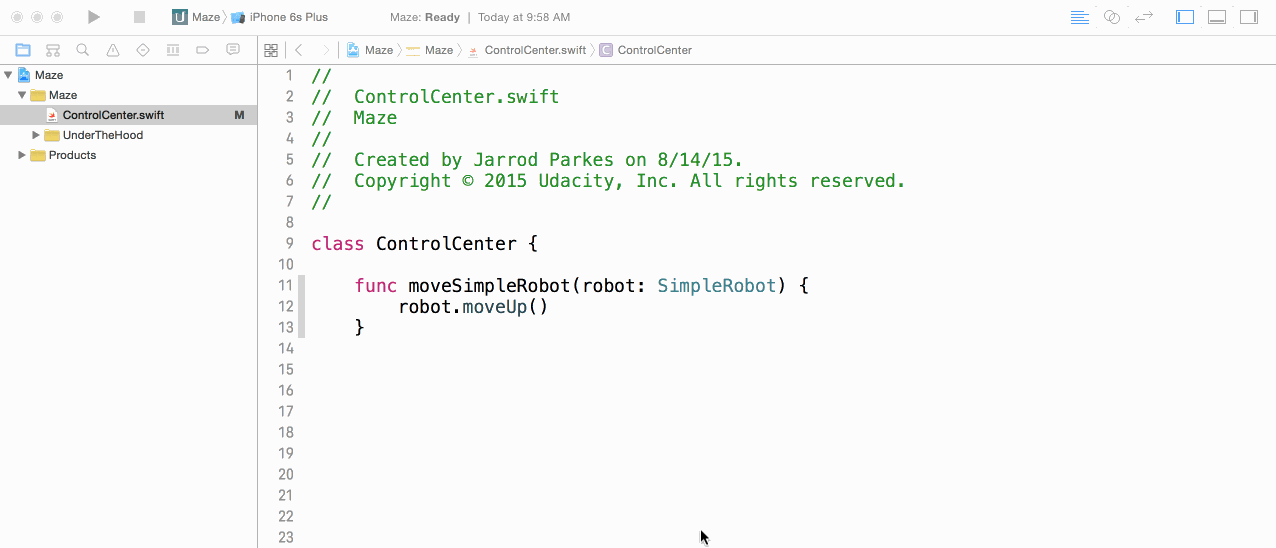 Maze iPhone 6s Plus Maze: Ready | Today at 9:58 AM
Maze Maze ControlCenter.swift C ControlCenter
Maze
Maze
ControlCenter.swift M
UnderTheHood
Products
1 //
2 //  ControlCenter.swift
3 //  Maze
4 //
5 //  Created by Jarrod Parkes on 8/14/15.
6 //  Copyright © 2015 Udacity, Inc. All rights reserved.
7 //
8
9 class ControlCenter {
10
11     func moveSimpleRobot(robot: SimpleRobot) {
12         robot.moveUp()
13     }
14
15
16
17
18
19
20
21
22
23